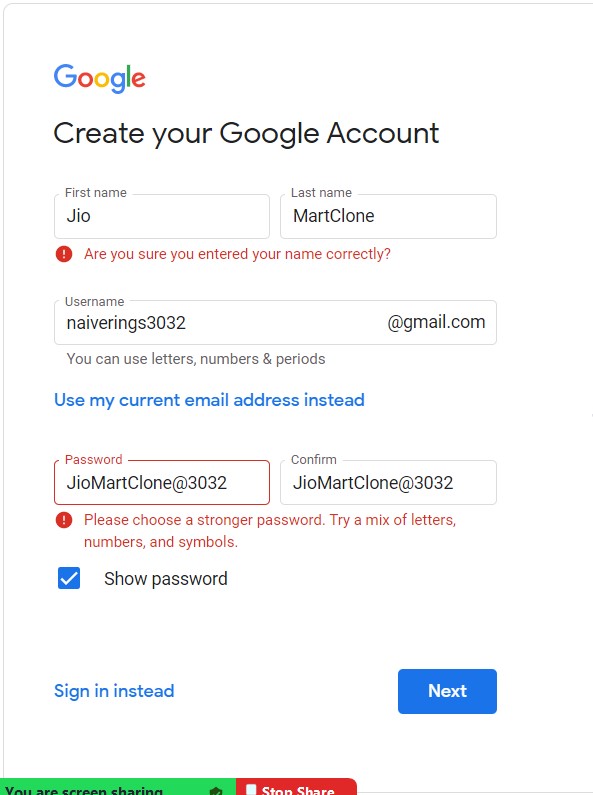 Google
Create your Google Account
First name
Last name
Jio
MartClone
Are you sure you entered your name correctly?
Username
naiverings3032
@gmail.com
You can use letters, numbers & periods
Use my current email address instead
Password
Confirm
JioMartClone@3032
JioMartClone@3032
Please choose a stronger password. Try a mix of letters,
numbers, and symbols.
Show password
Sign in instead
Next
You are screen sharing
Stop Share